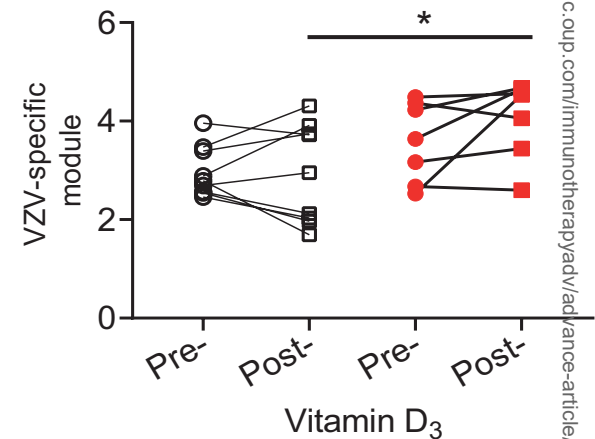 6
*
4
2
0
VZV-specific
module
Pre-
Post-
Pre-
Post-
Vitamin D₃
c.oup.com/immunotherapyadv/advance-article/